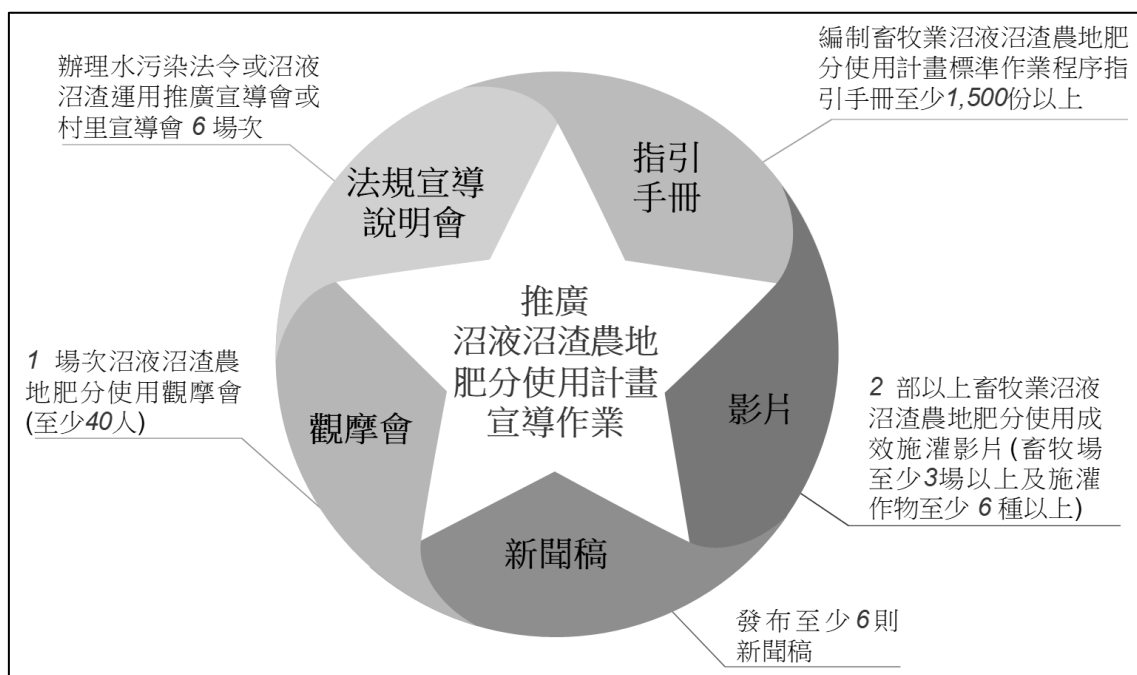 辦理水污染法令或沼液
沼渣運用推廣宣導會或
村里宣導會 6 場次
編制畜牧業沼液沼渣農地肥
分使用計畫標準作業程序指
引手冊至少1,500份以上
法規宣導
說明會
指引
手冊
推廣
沼液沼渣農地
肥分使用計畫
宣導作業
1 場次沼液沼渣農
地肥分使用觀摩會
(至少40人)
觀摩會
影片
2 部以上畜牧業沼液
沼渣農地肥分使用成
效施灌影片(畜牧場
至少3場以上及施灌
作物至少 6 種以上)
新聞稿
發布至少6則
新聞稿